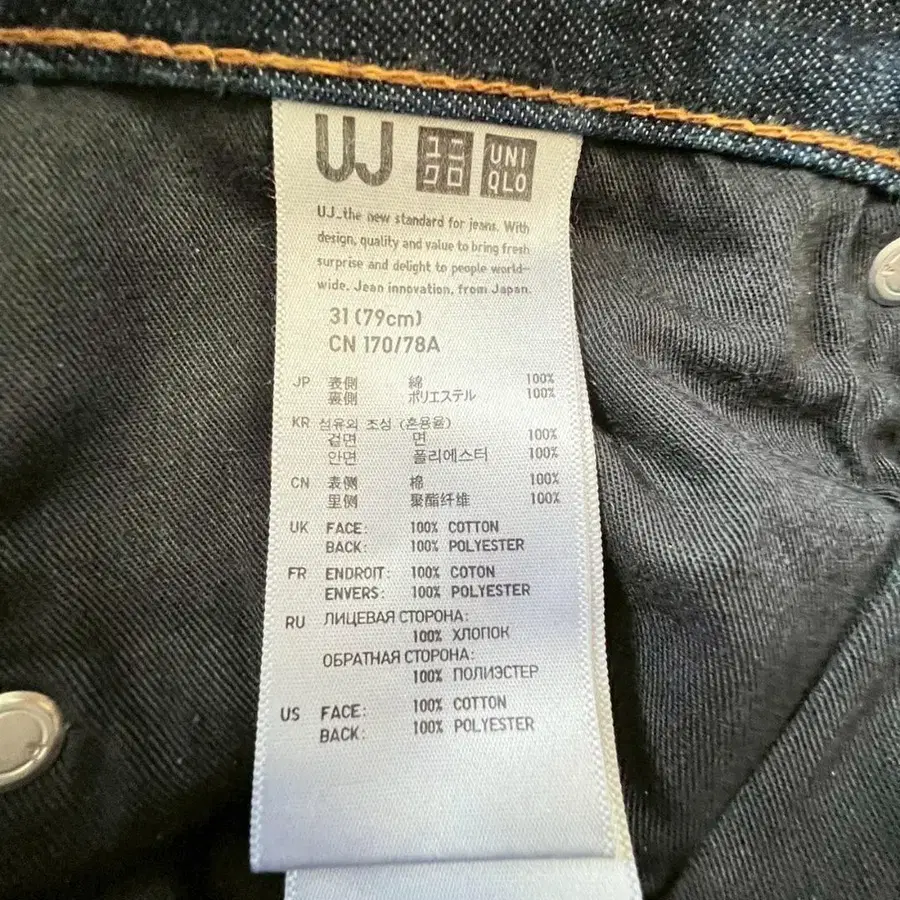 UJ ユニクロ UNIQLO
UJ_the new standard for jeans. With
design, quality and value to bring fresh
surprise and delight to people world-
wide. Jean innovation, from Japan.
31 (79cm)
CN 170/78A
JP 表側 綿 100%
裏側 ポリエステル 100%
KR 섬유의 조성 (혼용율)
겉면 면 100%
안면 폴리에스터 100%
CN 表侧 棉 100%
里侧 聚酯纤维 100%
UK FACE: 100% COTTON
BACK: 100% POLYESTER
FR ENDROIT: 100% COTON
ENVERS: 100% POLYESTER
RU ЛИЦЕВАЯ СТОРОНА:
100% ХЛОПОК
ОБРАТНАЯ СТОРОНА:
100% ПОЛИЭСТЕР
US FACE: 100% COTTON
BACK: 100% POLYESTER